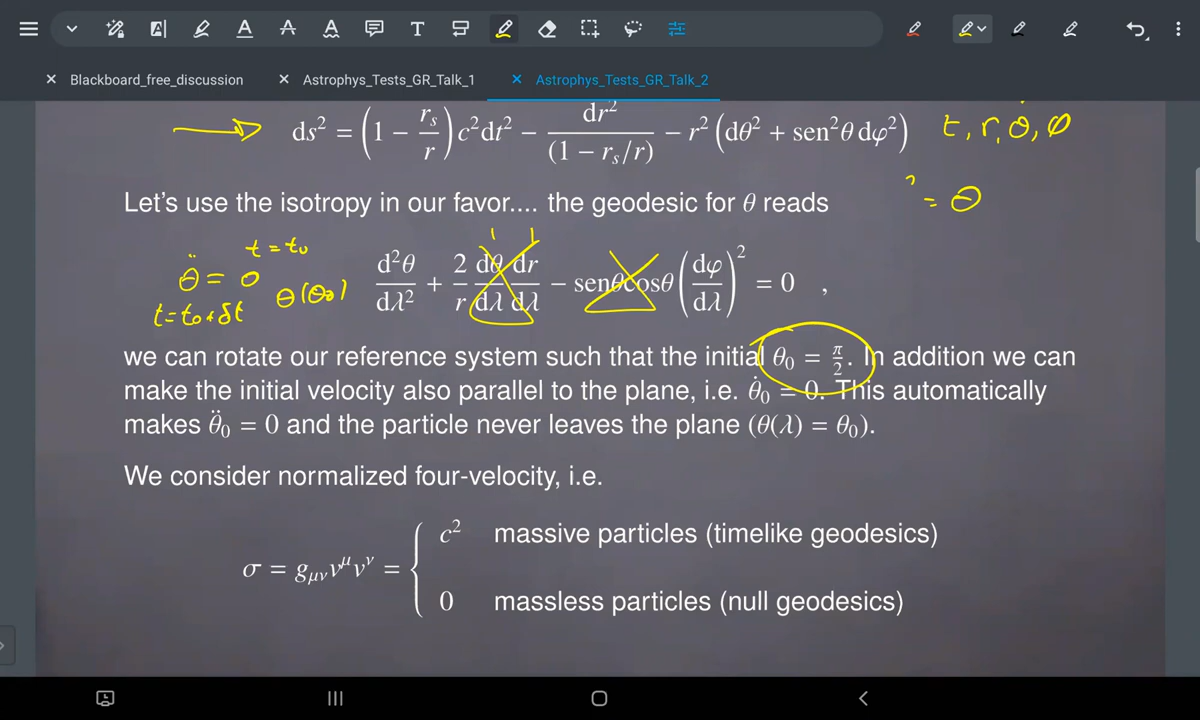 Blackboard_free_discussion Astrophys_Tests_GR_Talk_1 Astrophys_Tests_GR_Talk_2
ds² = (1 − rₛ/r) c²dt² − dr²/(1 − rₛ/r) − r² (dθ² + sen²θ dφ²) t, r, θ, φ
Let's use the isotropy in our favor.... the geodesic for θ reads
? = θ
t = t₀
θ̈ = 0 θ(θ₀) d²θ/dλ² + 2/r dθ/dλ dr/dλ − senθcosθ (dφ/dλ)² = 0 ,
t = t₀ + δt
we can rotate our reference system such that the initial θ₀ = π/2. In addition we can
make the initial velocity also parallel to the plane, i.e. θ̇₀ = 0. This automatically
makes θ̈₀ = 0 and the particle never leaves the plane (θ(λ) = θ₀).
We consider normalized four-velocity, i.e.
σ = g_μν v^μ v^ν = { c² massive particles (timelike geodesics)
0 massless particles (null geodesics)